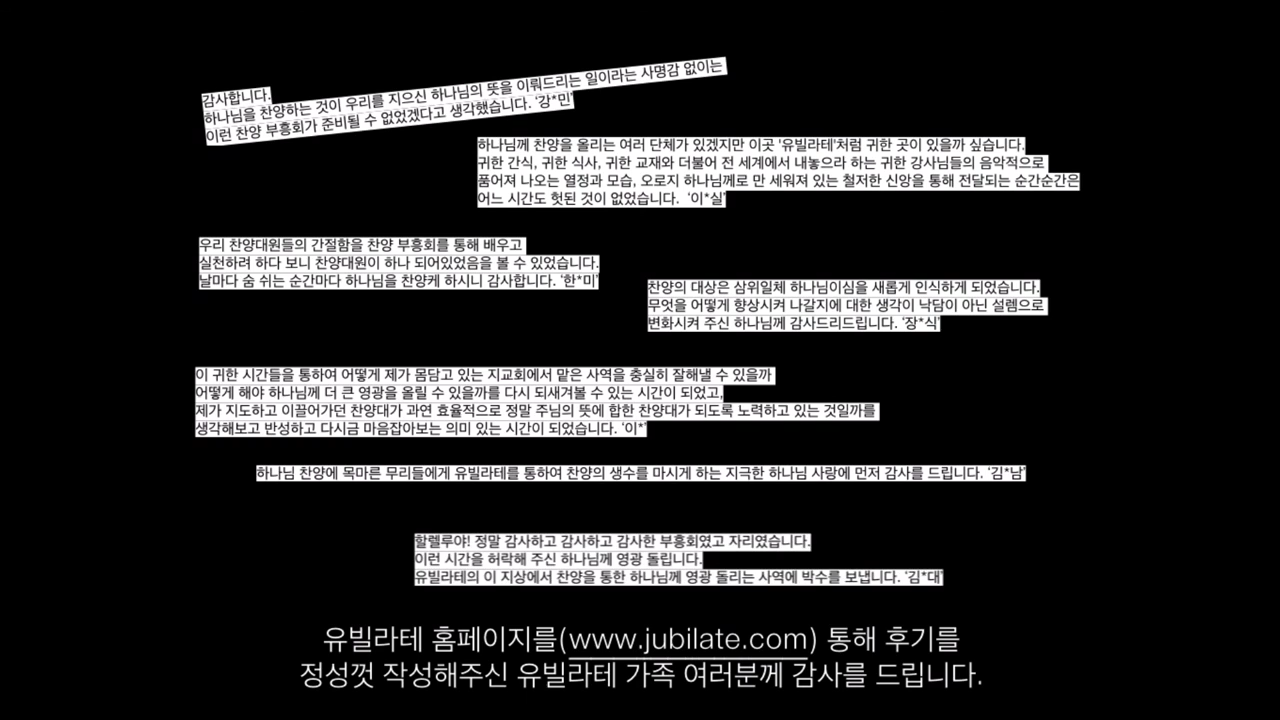 감사합니다.
하나님을 찬양하는 것이 우리를 지으신 하나님의 뜻을 이뤄드리는 일이라는 사명감 없이는
이런 찬양 부흥회가 준비될 수 없었겠다고 생각했습니다. ‘강*민’
하나님께 찬양을 올리는 여러 단체가 있겠지만 이곳 '유빌라테'처럼 귀한 곳이 있을까 싶습니다.
귀한 간식, 귀한 식사, 귀한 교재와 더불어 전 세계에서 내놓으라 하는 귀한 강사님들의 음악적으로
품어져 나오는 열정과 모습, 오로지 하나님께로 만 세워져 있는 철저한 신앙을 통해 전달되는 순간순간은
어느 시간도 헛된 것이 없었습니다. ‘이*실’
우리 찬양대원들의 간절함을 찬양 부흥회를 통해 배우고
실천하려 하다 보니 찬양대원이 하나 되어있었음을 볼 수 있었습니다.
날마다 숨 쉬는 순간마다 하나님을 찬양케 하시니 감사합니다. ‘한*미’
찬양의 대상은 삼위일체 하나님이심을 새롭게 인식하게 되었습니다.
무엇을 어떻게 향상시켜 나갈지에 대한 생각이 낙담이 아닌 설렘으로
변화시켜 주신 하나님께 감사드리드립니다. ‘장*식’
이 귀한 시간들을 통하여 어떻게 제가 몸담고 있는 지교회에서 맡은 사역을 충실히 잘해낼 수 있을까
어떻게 해야 하나님께 더 큰 영광을 올릴 수 있을까를 다시 되새겨볼 수 있는 시간이 되었고,
제가 지도하고 이끌어가던 찬양대가 과연 효율적으로 정말 주님의 뜻에 합한 찬양대가 되도록 노력하고 있는 것일까를
생각해보고 반성하고 다시금 마음잡아보는 의미 있는 시간이 되었습니다. ‘이*’
하나님 찬양에 목마른 무리들에게 유빌라테를 통하여 찬양의 생수를 마시게 하는 지극한 하나님 사랑에 먼저 감사를 드립니다. ‘김*남’
할렐루야! 정말 감사하고 감사하고 감사한 부흥회였고 자리였습니다.
이런 시간을 허락해 주신 하나님께 영광 돌립니다.
유빌라테의 이 지상에서 찬양을 통한 하나님께 영광 돌리는 사역에 박수를 보냅니다. ‘김*대’
유빌라테 홈페이지를(www.jubilate.com) 통해 후기를
정성껏 작성해주신 유빌라테 가족 여러분께 감사를 드립니다.